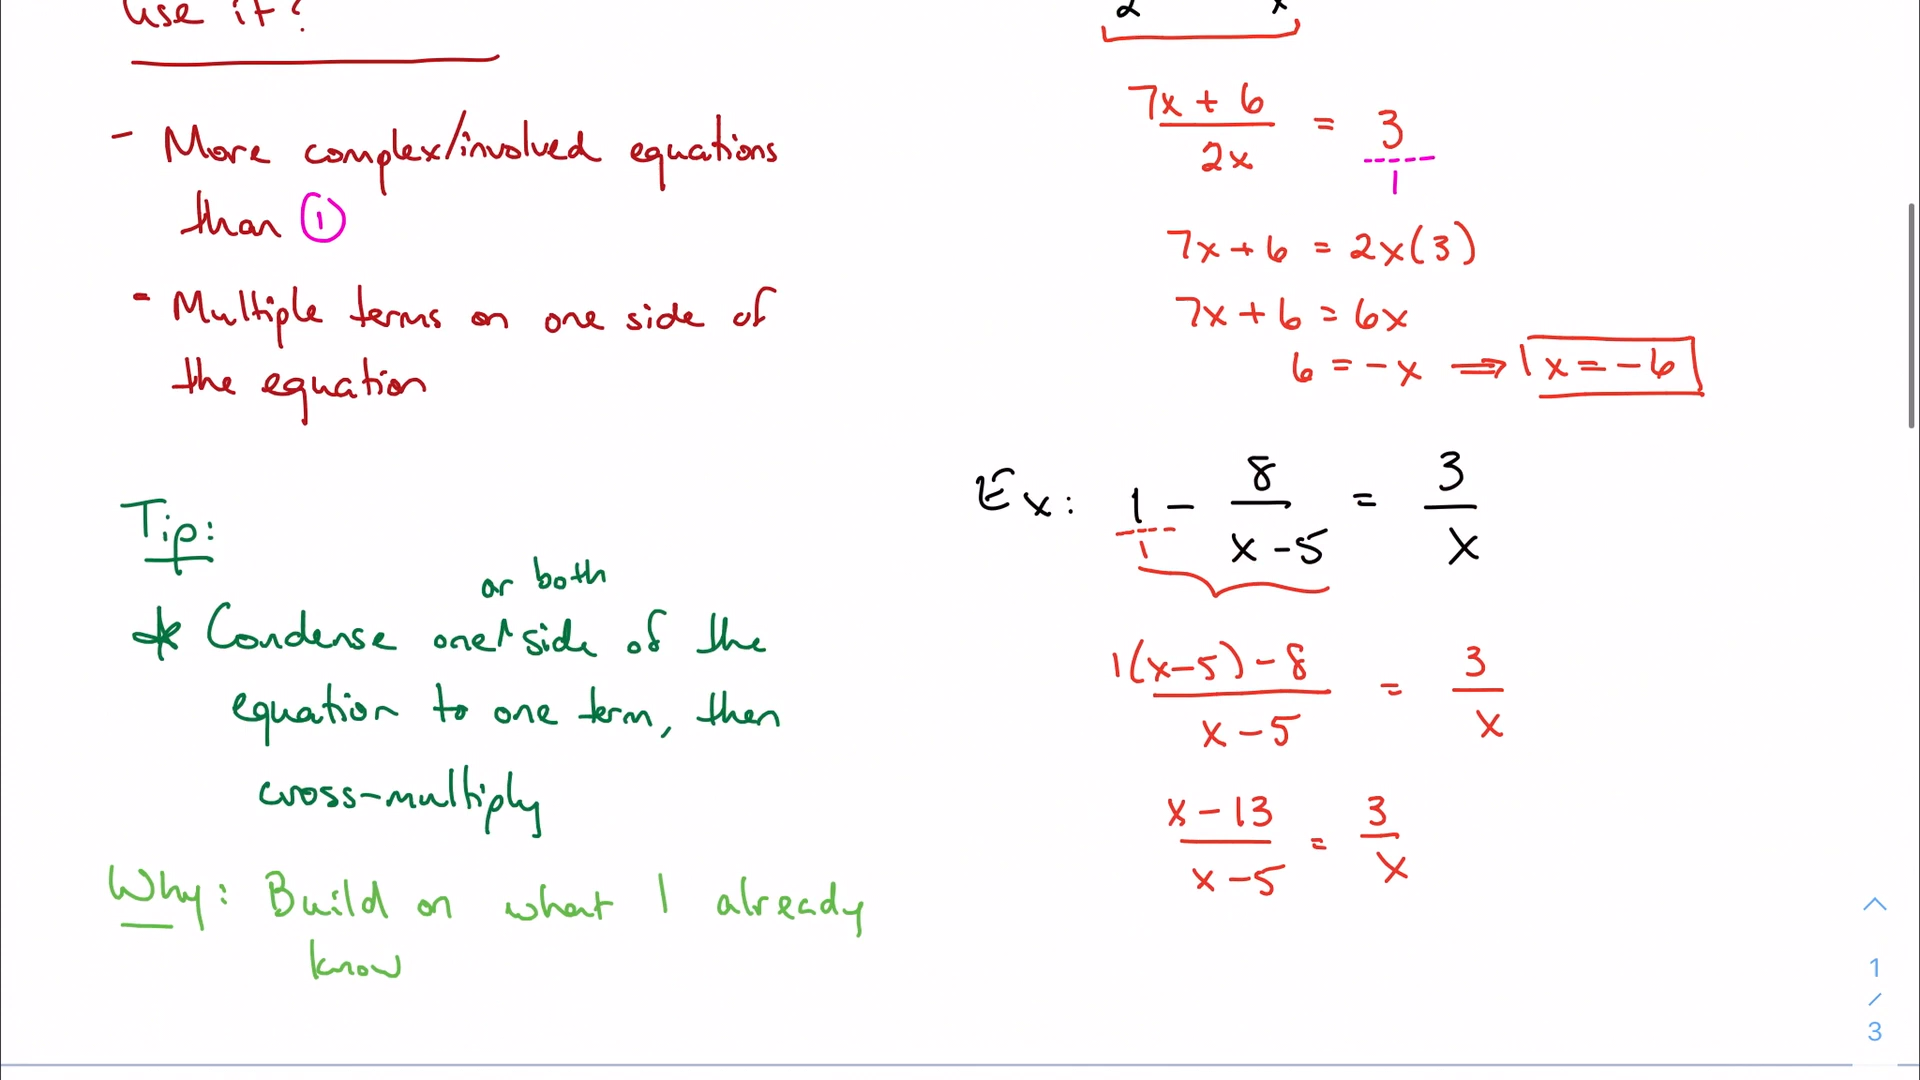 use it?
- More complex/involved equations
than ①
- Multiple terms on one side of
the equation
Tip:
or both
* Condense one ^ side of the
equation to one term, then
cross-multiply
Why: Build on what I already
know
2 x
7x + 6 / 2x = 3 / 1
7x + 6 = 2x(3)
7x + 6 = 6x
6 = -x ⟹ x = -6
Ex: 1/1 - 8 / x - 5 = 3 / x
1(x-5) - 8 / x - 5 = 3 / x
x - 13 / x - 5 = 3 / x
1
/
3